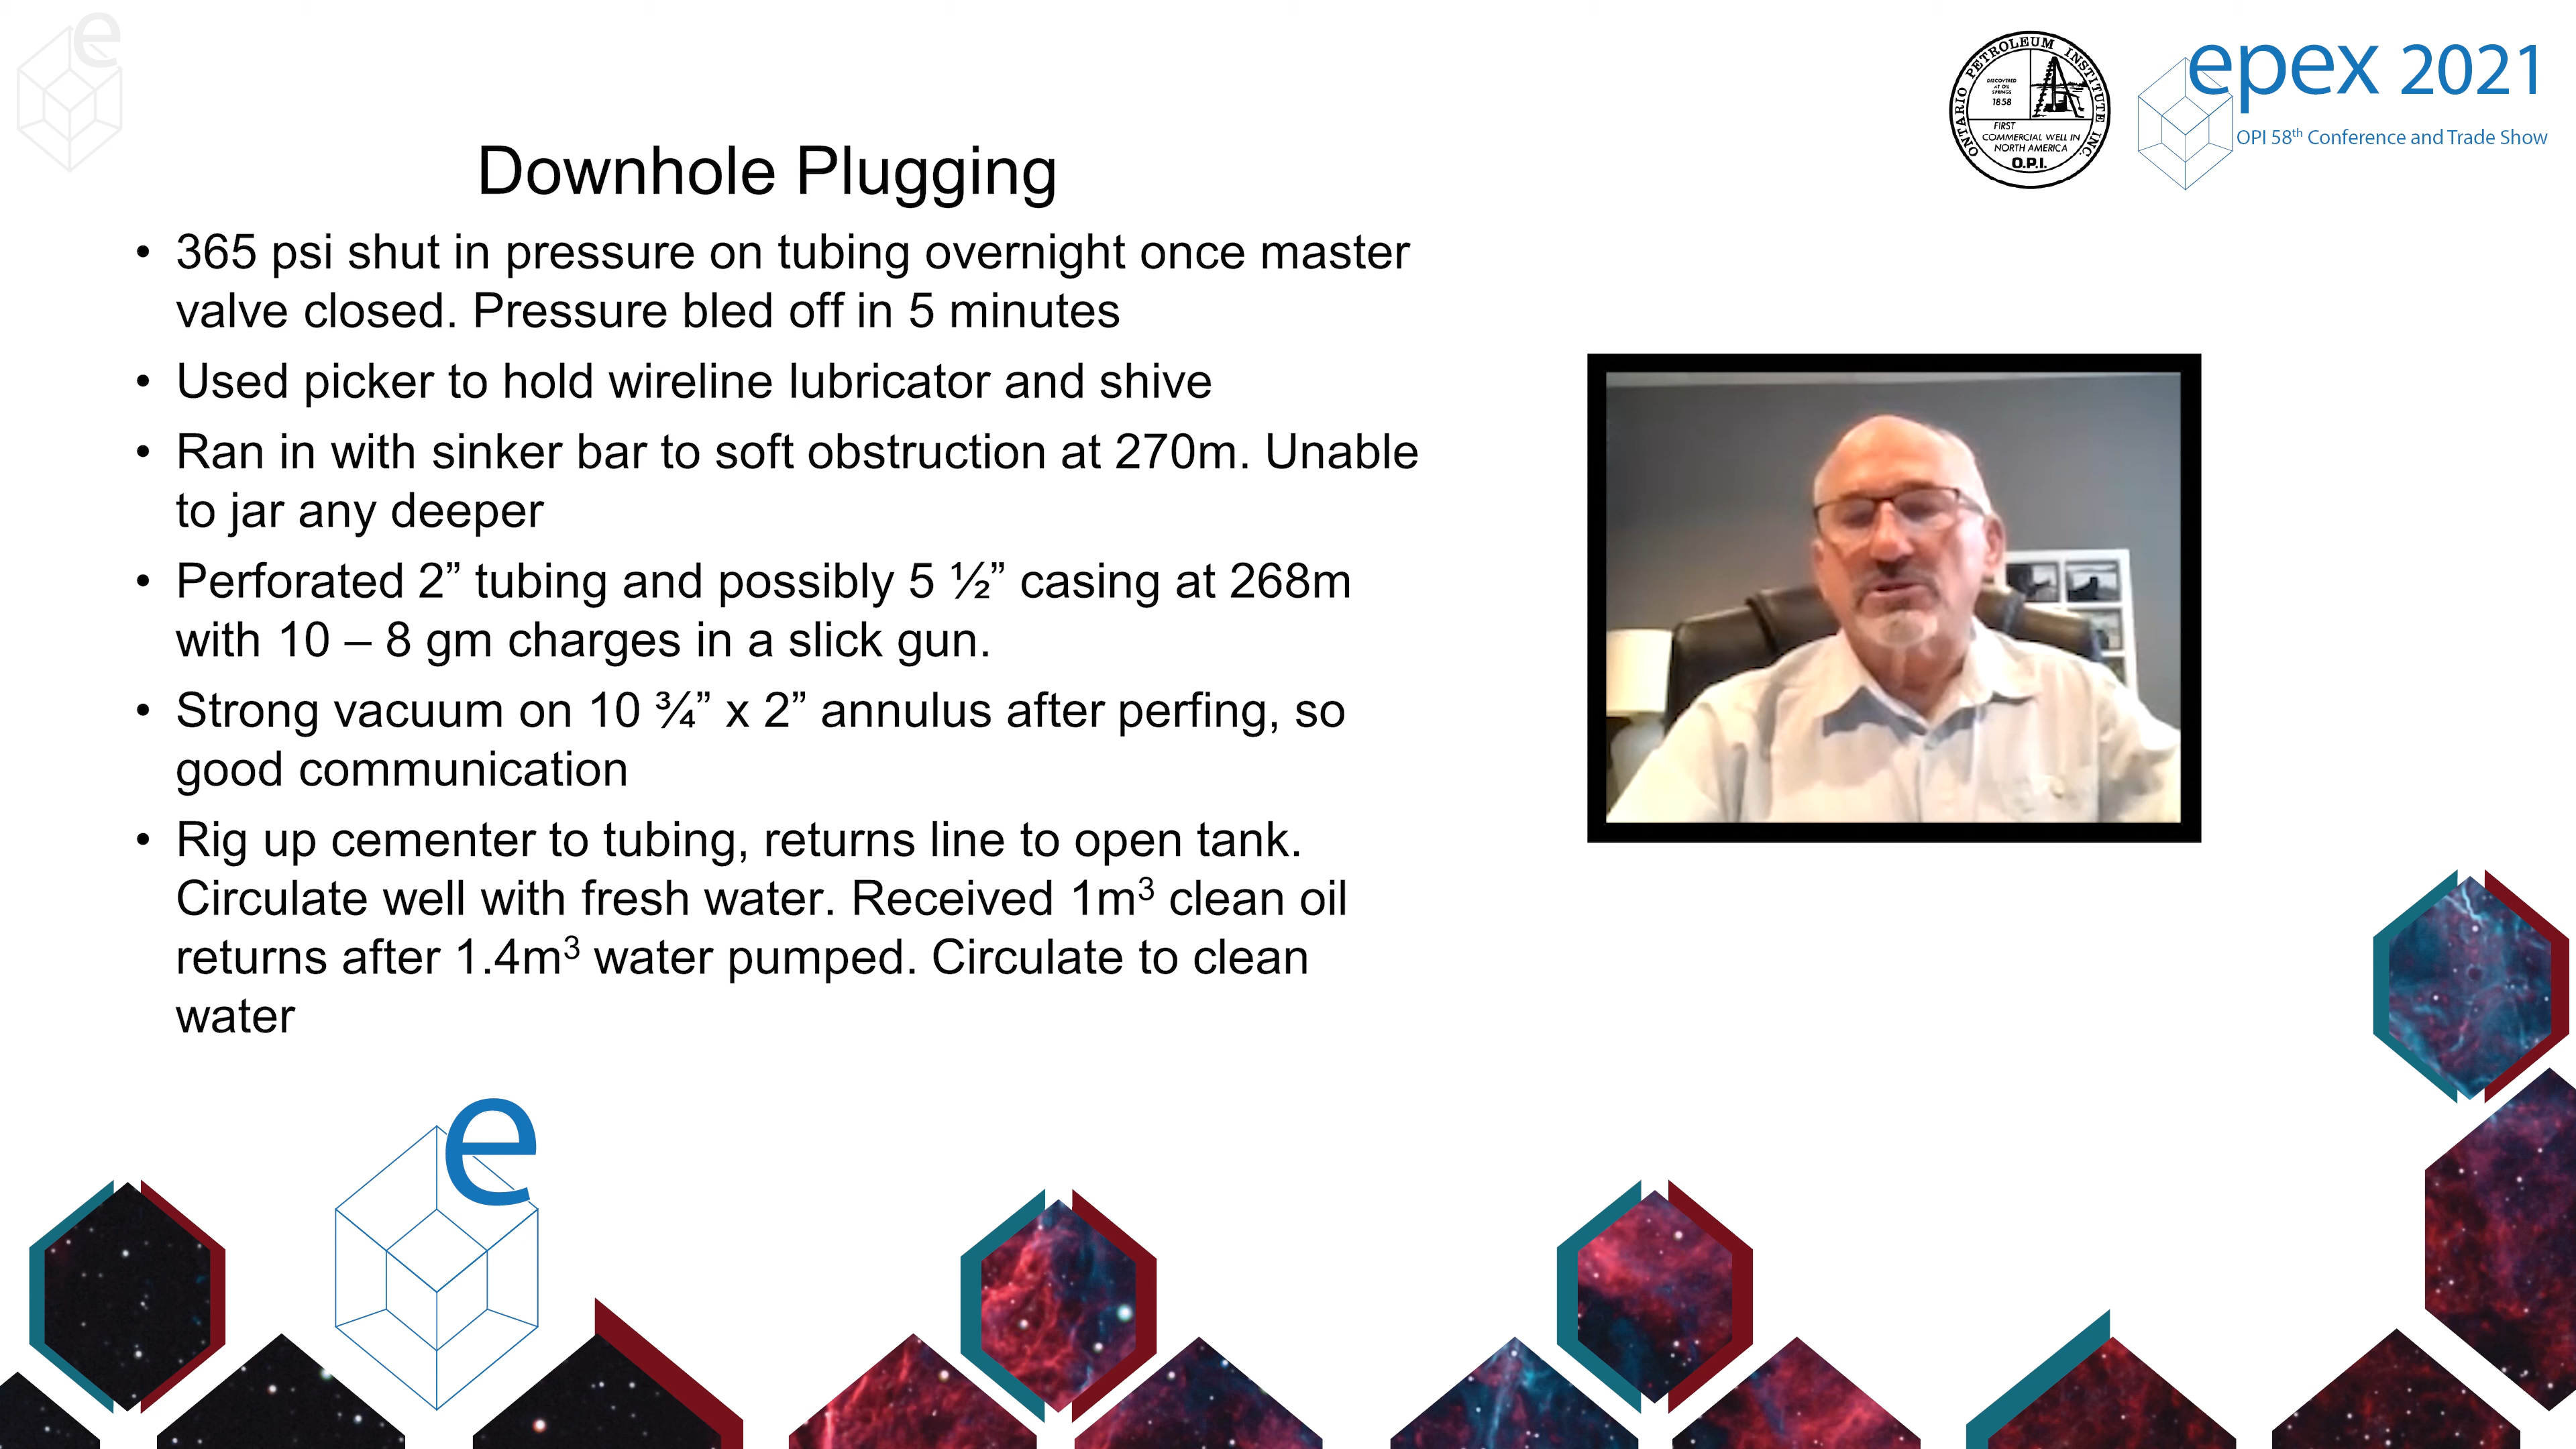 e
ONTARIO PETROLEUM INSTITUTE INC.
DISCOVERED
AT OIL
SPRINGS
1858
FIRST
COMMERCIAL WELL IN
NORTH AMERICA
O.P.I.
epex 2021
OPI 58th Conference and Trade Show
Downhole Plugging
• 365 psi shut in pressure on tubing overnight once master
valve closed. Pressure bled off in 5 minutes
• Used picker to hold wireline lubricator and shive
• Ran in with sinker bar to soft obstruction at 270m. Unable
to jar any deeper
• Perforated 2” tubing and possibly 5 ½” casing at 268m
with 10 – 8 gm charges in a slick gun.
• Strong vacuum on 10 ¾” x 2” annulus after perfing, so
good communication
• Rig up cementer to tubing, returns line to open tank.
Circulate well with fresh water. Received 1m³ clean oil
returns after 1.4m³ water pumped. Circulate to clean
water
e